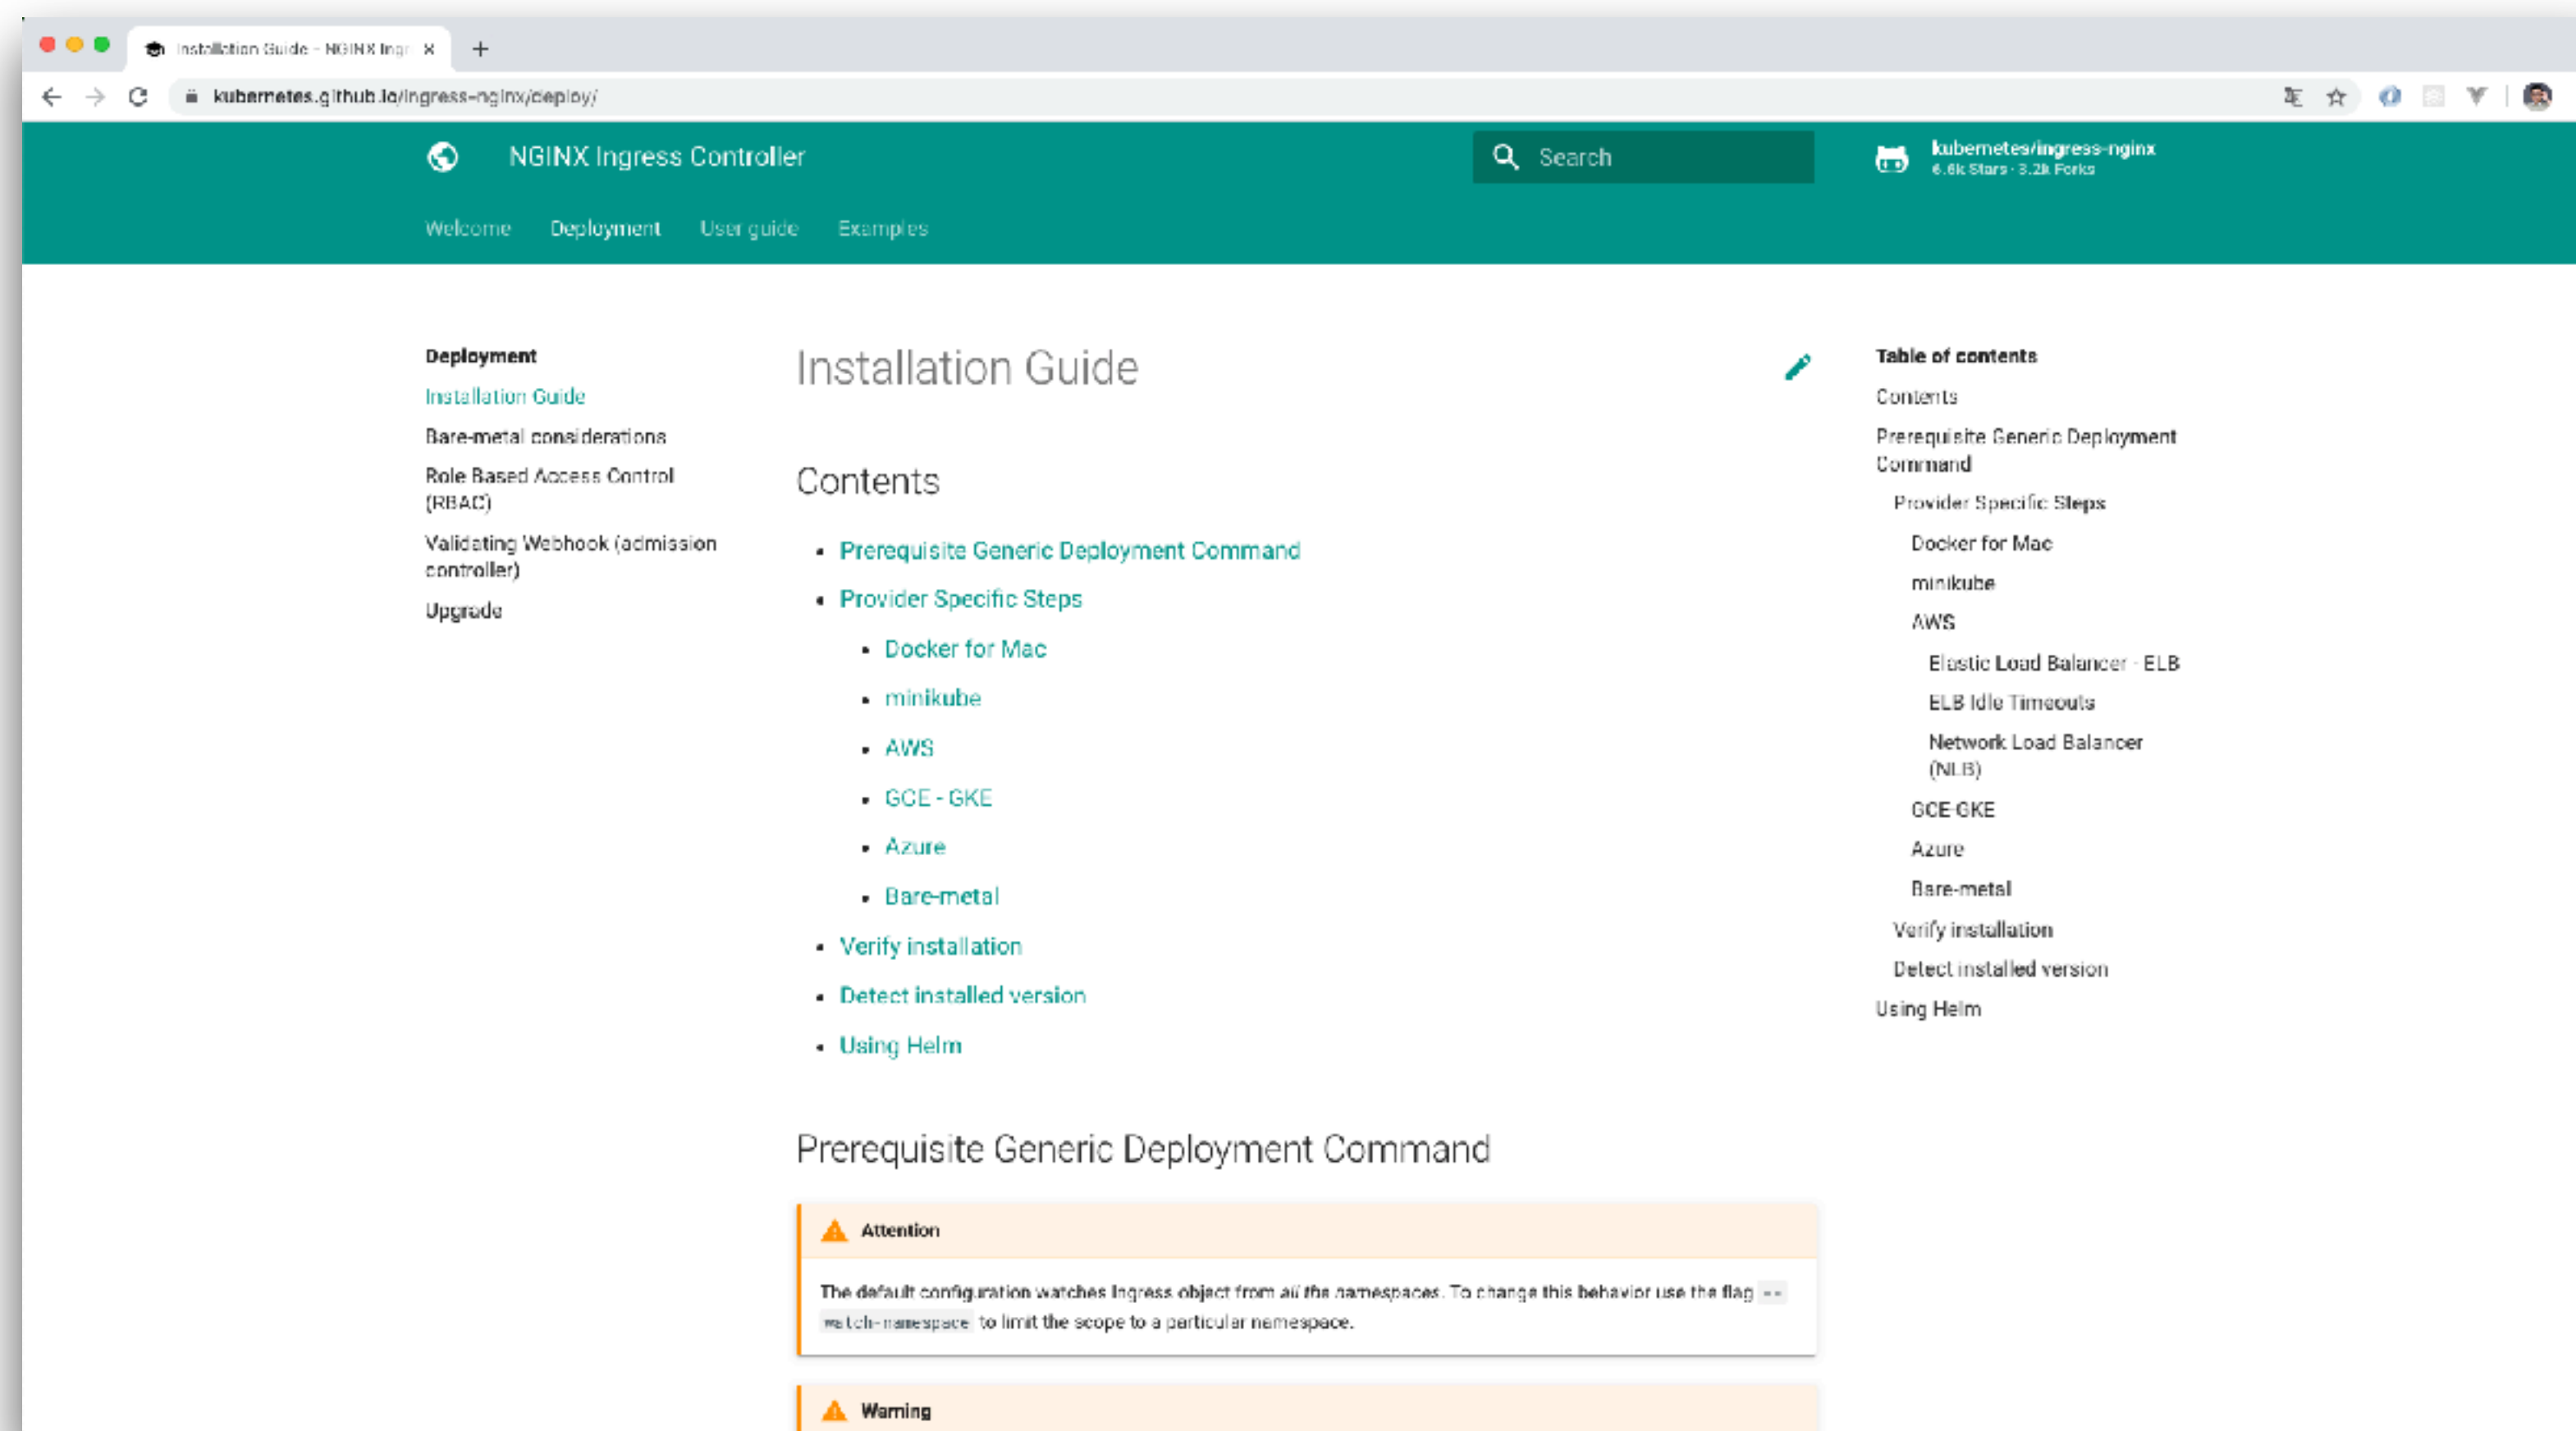 Installation Guide - NGINX Ingr
kubernetes.github.io/ingress-nginx/deploy/
NGINX Ingress Controller
Search
kubernetes/ingress-nginx
6.6k Stars · 3.2k Forks
Welcome Deployment User guide Examples
Deployment
Installation Guide
Bare-metal considerations
Role Based Access Control
(RBAC)
Validating Webhook (admission
controller)
Upgrade
Installation Guide
Contents
• Prerequisite Generic Deployment Command
• Provider Specific Steps
• Docker for Mac
• minikube
• AWS
• GCE - GKE
• Azure
• Bare-metal
• Verify installation
• Detect installed version
• Using Helm
Prerequisite Generic Deployment Command
Attention
The default configuration watches Ingress object from all the namespaces. To change this behavior use the flag --
watch-namespace to limit the scope to a particular namespace.
Warning
Table of contents
Contents
Prerequisite Generic Deployment
Command
Provider Specific Steps
Docker for Mac
minikube
AWS
Elastic Load Balancer - ELB
ELB Idle Timeouts
Network Load Balancer
(NLB)
GCE-GKE
Azure
Bare-metal
Verify installation
Detect installed version
Using Helm